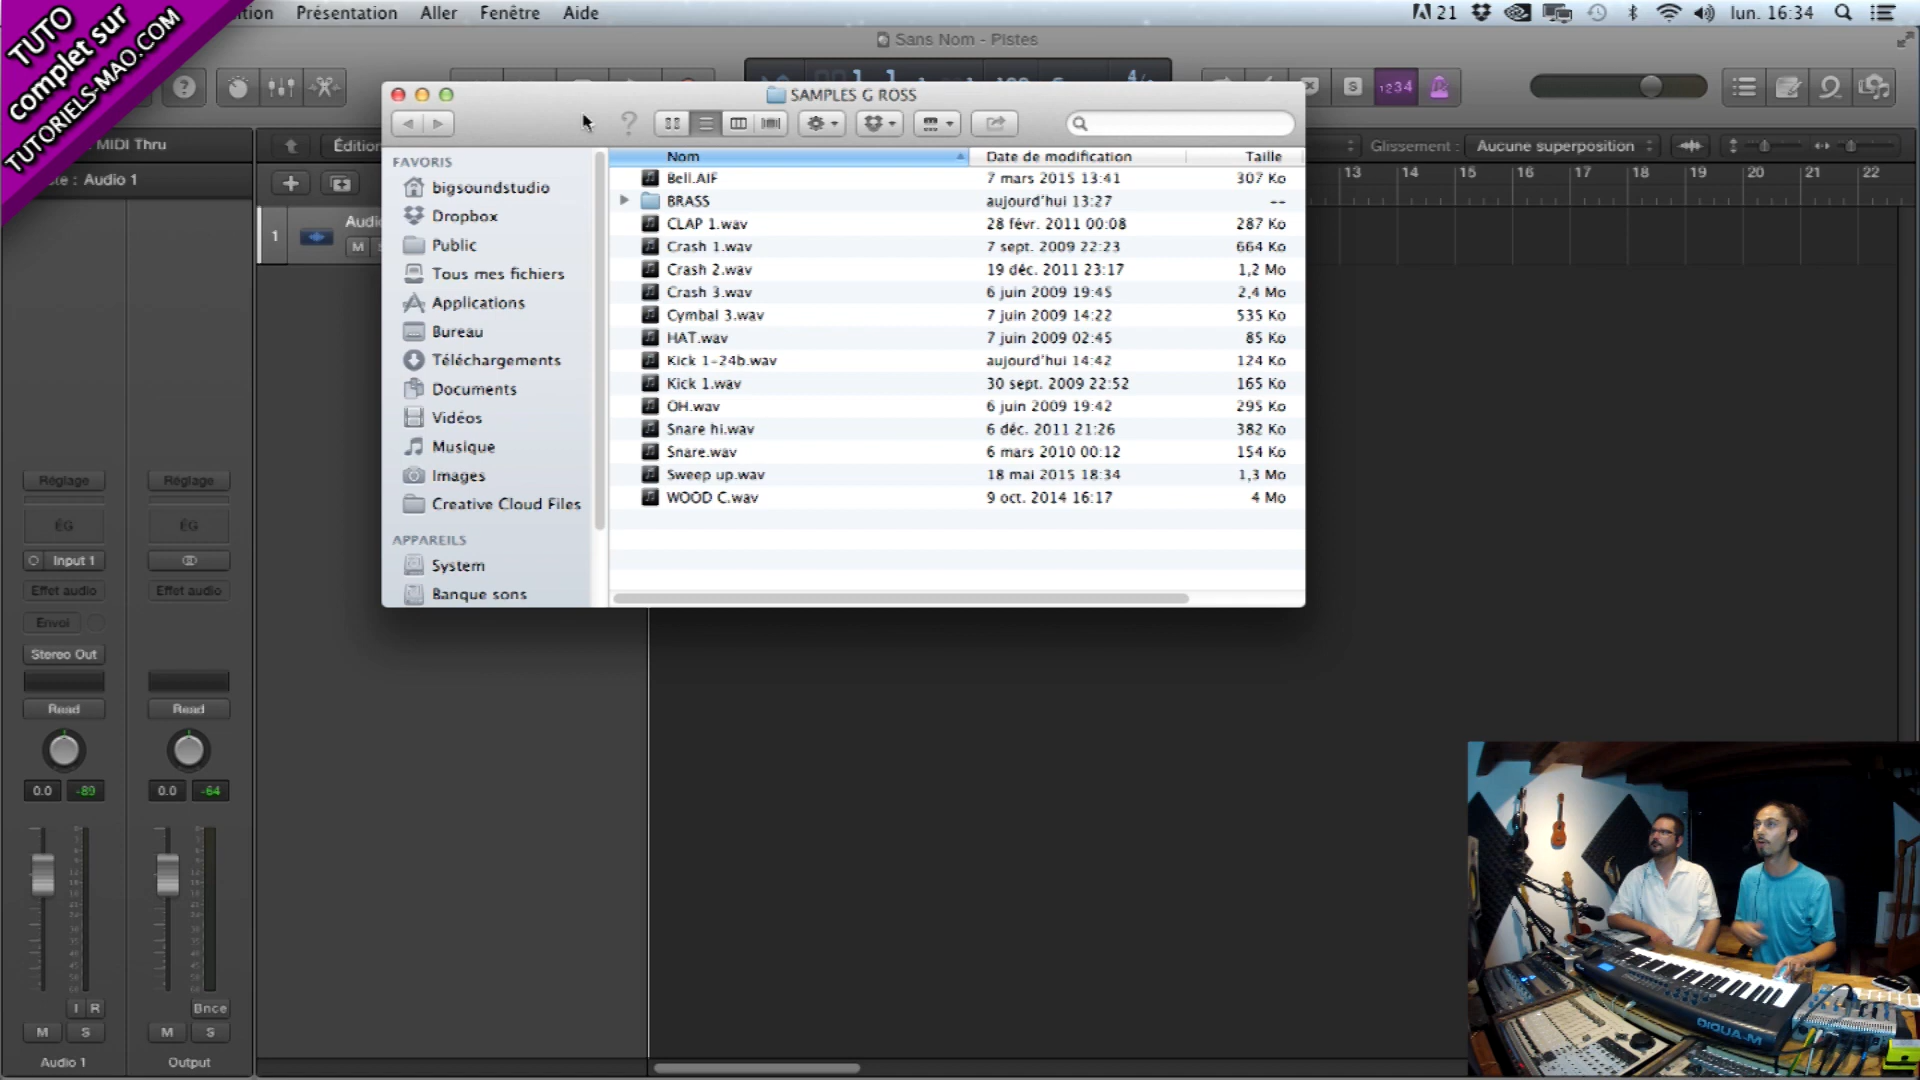 TUTO
complet sur
TUTORIELS-MAO.COM
Présentation Aller Fenêtre Aide
21 lun. 16:34
Sans Nom - Pistes
1234
SAMPLES G ROSS
MIDI Thru
Audio 1
Glissement : Aucune superposition
13 14 15 16 17 18 19 20 21 22
1
M
FAVORIS
bigsoundstudio
Dropbox
Public
Tous mes fichiers
Applications
Bureau
Téléchargements
Documents
Vidéos
Musique
Images
Creative Cloud Files
APPAREILS
System
Banque sons
Nom Date de modification Taille
Bell.AIF 7 mars 2015 13:41 307 Ko
BRASS aujourd'hui 13:27 --
CLAP 1.wav 28 févr. 2011 00:08 287 Ko
Crash 1.wav 7 sept. 2009 22:23 664 Ko
Crash 2.wav 19 déc. 2011 23:17 1,2 Mo
Crash 3.wav 6 juin 2009 19:45 2,4 Mo
Cymbal 3.wav 7 juin 2009 14:22 535 Ko
HAT.wav 7 juin 2009 02:45 85 Ko
Kick 1-24b.wav aujourd'hui 14:42 124 Ko
Kick 1.wav 30 sept. 2009 22:52 165 Ko
OH.wav 6 juin 2009 19:42 295 Ko
Snare hi.wav 6 déc. 2011 21:26 382 Ko
Snare.wav 6 mars 2010 00:12 154 Ko
Sweep up.wav 18 mai 2015 18:34 1,3 Mo
WOOD C.wav 9 oct. 2014 16:17 4 Mo
Réglage Réglage
ÉG ÉG
Input 1
Effet audio Effet audio
Envoi
Stereo Out
Read Read
0.0 -89 0.0 -64
I R Bnce
M S M S
Audio 1 Output